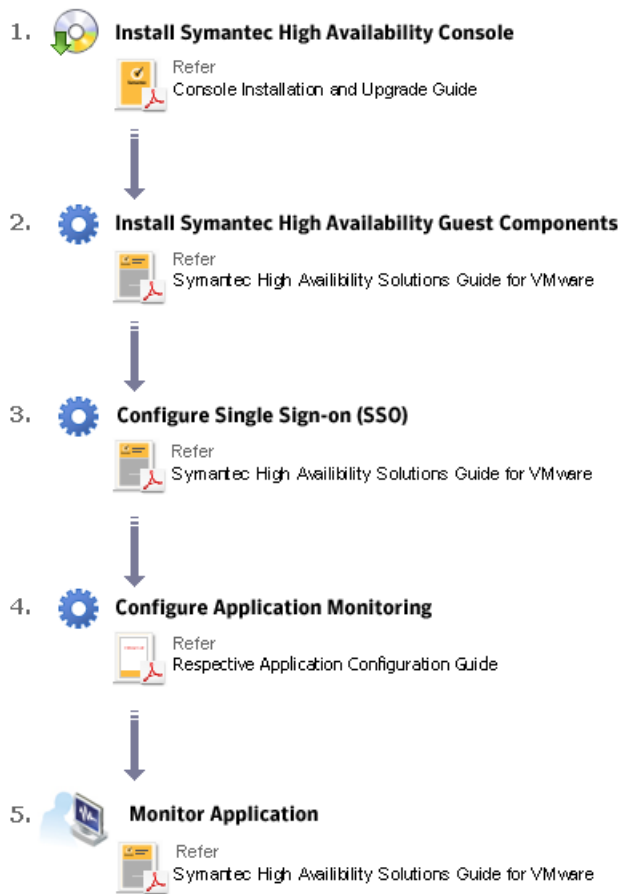 1. Install Symantec High Availability Console
Refer
Console Installation and Upgrade Guide
2. Install Symantec High Availability Guest Components
Refer
Symantec High Availibility Solutions Guide for VMware
3. Configure Single Sign-on (SSO)
Refer
Symantec High Availibility Solutions Guide for VMware
4. Configure Application Monitoring
Refer
Respective Application Configuration Guide
5. Monitor Application
Refer
Symantec High Availibility Solutions Guide for VMware